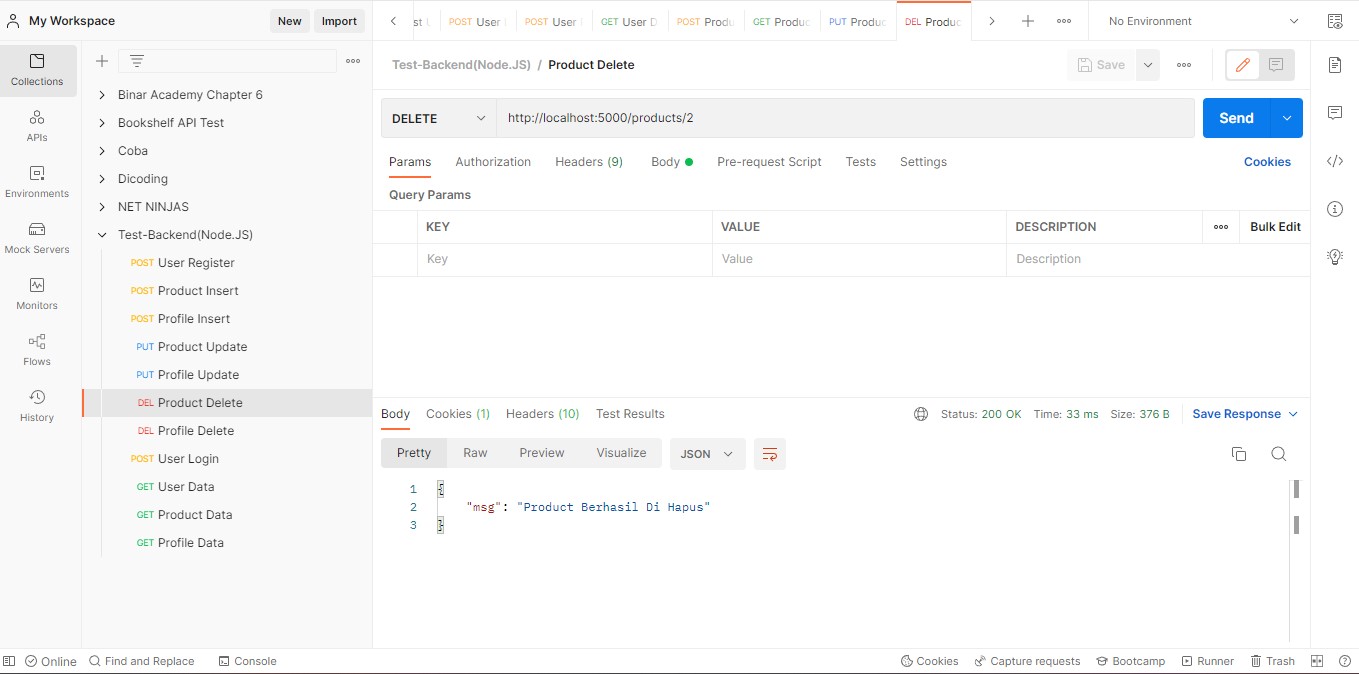 My Workspace
New
Import
POST User
POST User
GET User D
POST Produ
GET Produc
PUT Produc
DEL Produc
No Environment
Collections
APIs
Environments
Mock Servers
Monitors
Flows
History
Binar Academy Chapter 6
Bookshelf API Test
Coba
Dicoding
NET NINJAS
Test-Backend(Node.JS)
POST User Register
POST Product Insert
POST Profile Insert
PUT Product Update
PUT Profile Update
DEL Product Delete
DEL Profile Delete
POST User Login
GET User Data
GET Product Data
GET Profile Data
Test-Backend(Node.JS) / Product Delete
Save
DELETE
http://localhost:5000/products/2
Send
Params Authorization Headers (9) Body Pre-request Script Tests Settings
Cookies
Query Params
KEY VALUE DESCRIPTION
Bulk Edit
Key Value Description
Body Cookies (1) Headers (10) Test Results
Status: 200 OK Time: 33 ms Size: 376 B
Save Response
Pretty Raw Preview Visualize
JSON
1 {
2 "msg": "Product Berhasil Di Hapus"
3 }
Online
Find and Replace
Console
Cookies
Capture requests
Bootcamp
Runner
Trash